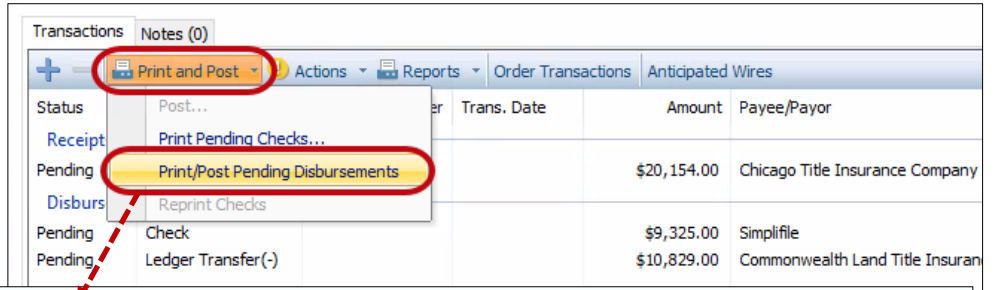 Transactions Notes (0)
Print and Post Actions Reports Order Transactions Anticipated Wires
Status er Trans. Date Amount Payee/Payor
Post...
Receipt
Print Pending Checks...
Pending $20,154.00 Chicago Title Insurance Company
Print/Post Pending Disbursements
Disburs
Reprint Checks
Pending Check $9,325.00 Simplifile
Pending Ledger Transfer(-) $10,829.00 Commonwealth Land Title Insuran